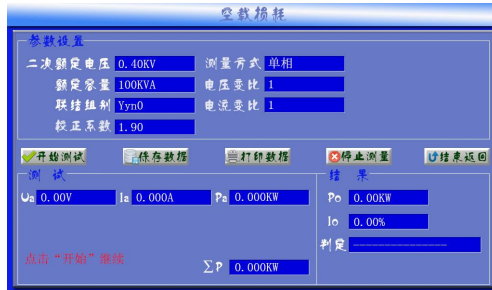 空载损耗
参数设置
二次额定电压 0.40KV 测量方式 单相
额定容量 100KVA 电压变比 1
联结组别 Yyn0 电流变比 1
校正系数 1.90
开始测试 保存数据 打印数据 停止测量 结束返回
测 试 结 果
Ua 0.00V Ia 0.000A Pa 0.000KW Po 0.00KW
Io 0.00%
判定 ---------------
点击“开始”继续
∑P 0.000KW